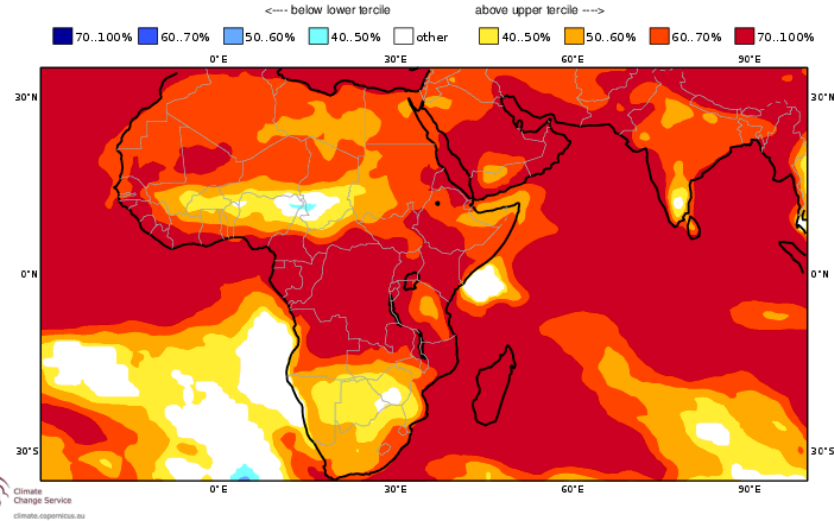 <---- below lower tercile
above upper tercile ---->
70..100%
60..70%
50..60%
40..50%
other
40..50%
50..60%
60..70%
70..100%
0°E
30°E
60°E
90°E
30°N
30°N
0°N
0°N
30°S
30°S
0°E
30°E
60°E
90°E
Climate
Change Service
climate.copernicus.eu